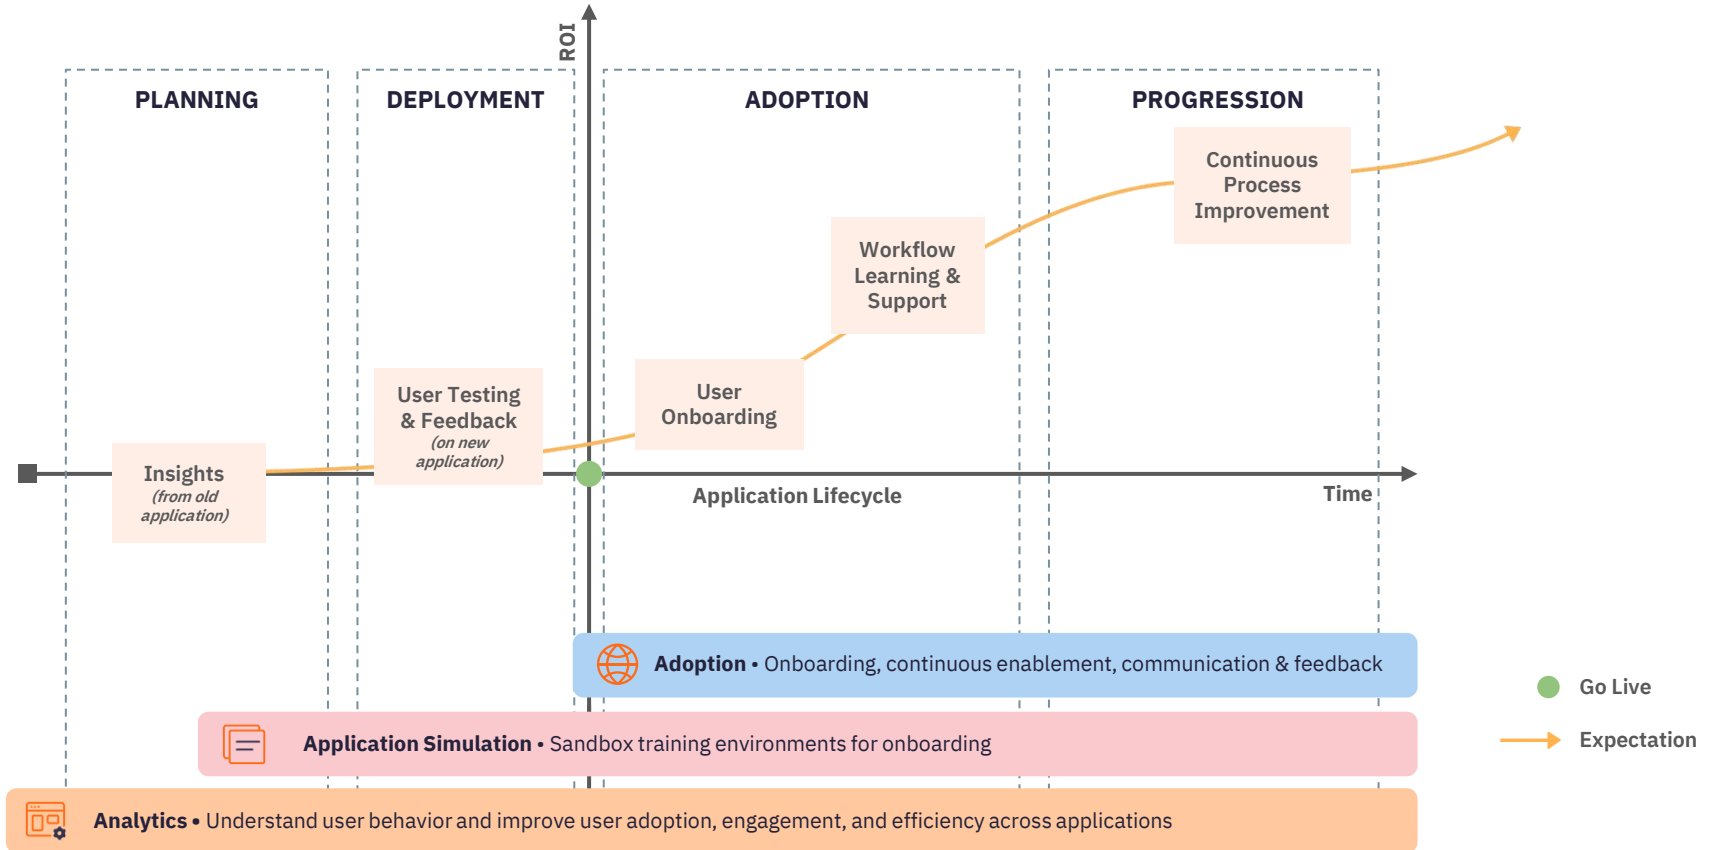 ROI
PLANNING
DEPLOYMENT
ADOPTION
PROGRESSION
Continuous
Process
Improvement
Workflow
Learning &
Support
User Testing
& Feedback
(on new
application)
User
Onboarding
Insights
(from old
application)
Application Lifecycle
Time
Adoption • Onboarding, continuous enablement, communication & feedback
Go Live
Application Simulation • Sandbox training environments for onboarding
Expectation
Analytics • Understand user behavior and improve user adoption, engagement, and efficiency across applications